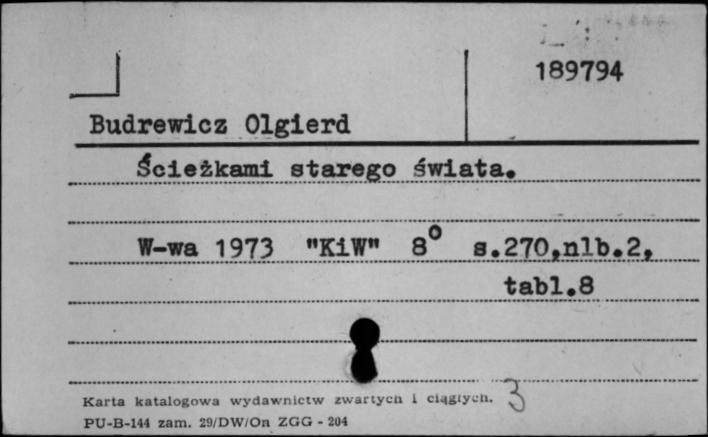 189794
Budrewicz Olgierd
Ścieżkami starego świata.
W-wa 1973 "KiW" 8° s.270,nlb.2,
tabl.8
Karta katalogowa wydawnictw zwartych i ciągłych. 3
PU-B-144 zam. 29/DW/On ZGG - 204